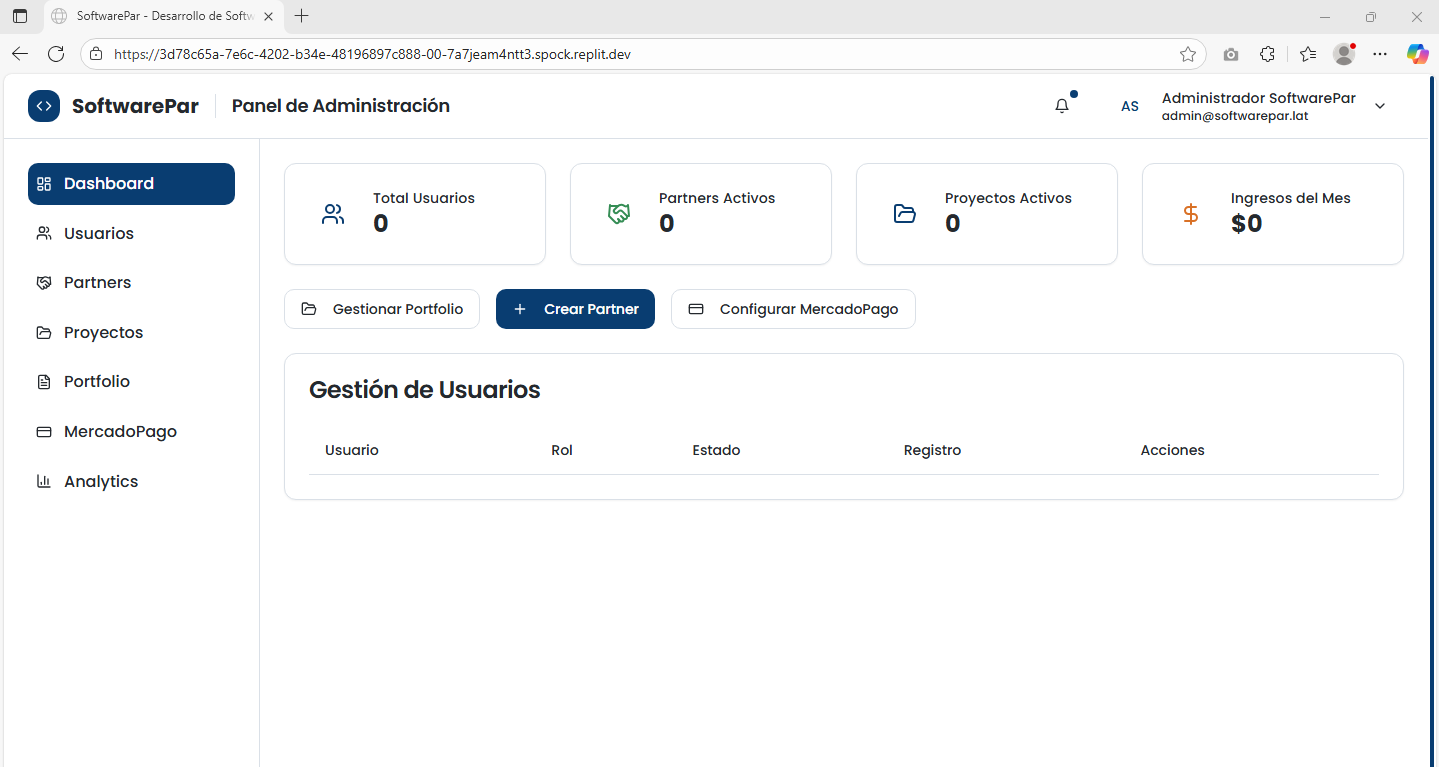 SoftwarePar - Desarrollo de Softw
https://3d78c65a-7e6c-4202-b34e-48196897c888-00-7a7jeam4ntt3.spock.replit.dev
SoftwarePar
Panel de Administración
AS
Administrador SoftwarePar
admin@softwarepar.lat
Dashboard
Usuarios
Partners
Proyectos
Portfolio
MercadoPago
Analytics
Total Usuarios
0
Partners Activos
0
Proyectos Activos
0
Ingresos del Mes
$0
Gestionar Portfolio
Crear Partner
Configurar MercadoPago
Gestión de Usuarios
Usuario Rol Estado Registro Acciones